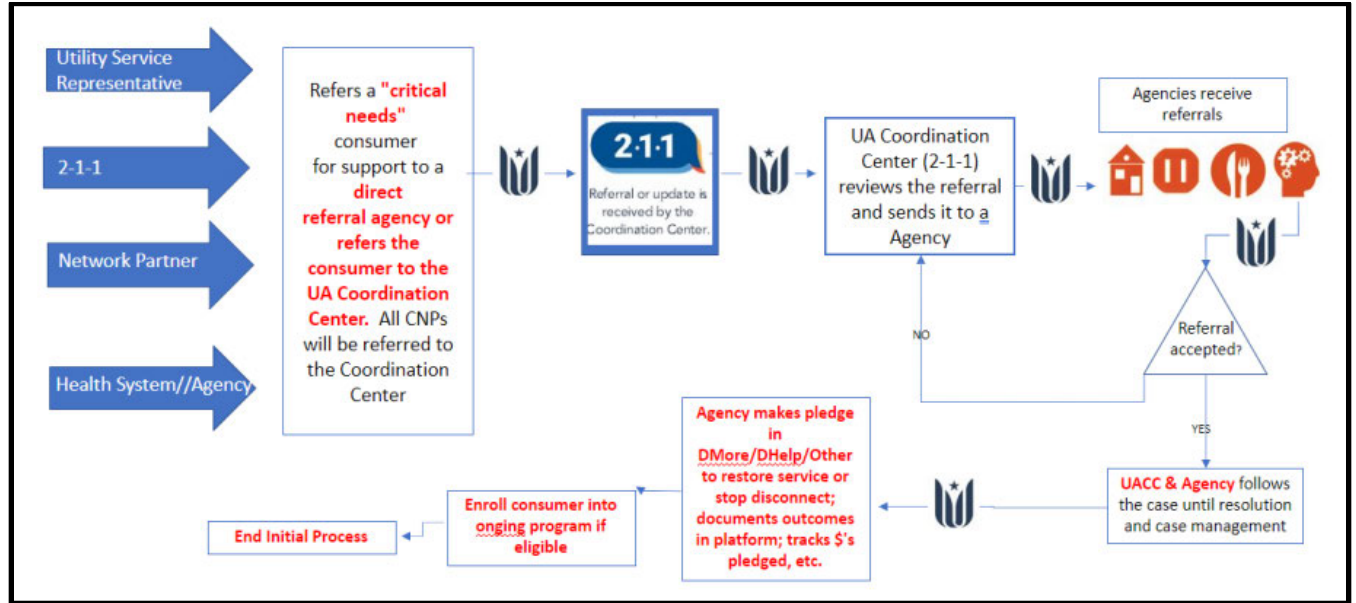 Utility Service
Representative
2-1-1
Network Partner
Health System//Agency
Refers a "critical
needs"
consumer
for support to a
direct
referral agency or
refers the
consumer to the
UA Coordination
Center. All CNPs
will be referred to
the Coordination
Center
2·1·1
Referral or update is
received by the
Coordination Center.
UA Coordination
Center (2-1-1)
reviews the referral
and sends it to a
Agency
Agencies receive
referrals
Referral
accepted?
NO
YES
UACC & Agency follows
the case until resolution
and case management
Agency makes pledge
in
DMore/DHelp/Other
to restore service or
stop disconnect;
documents outcomes
in platform; tracks $'s
pledged, etc.
Enroll consumer into
onging program if
eligible
End Initial Process